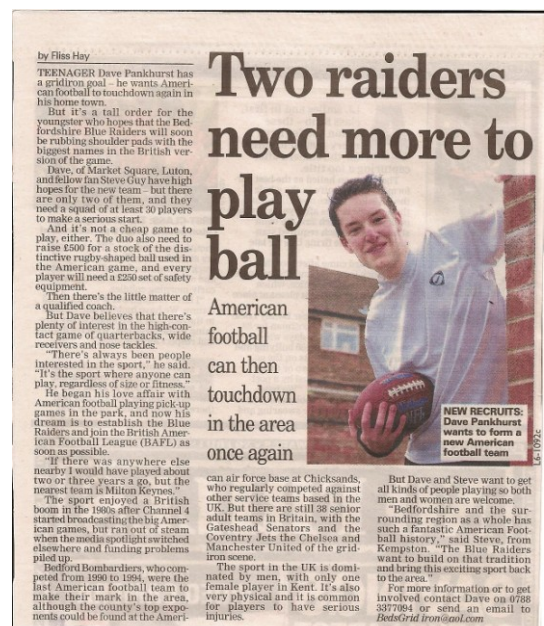 by Fliss Hay
Two raiders
need more to
play
ball
American
football
can then
touchdown
in the area
once again
TEENAGER Dave Pankhurst has
a gridiron goal – he wants Ameri-
can football to touchdown again in
his home town.
But it's a tall order for the
youngster who hopes that the Bed-
fordshire Blue Raiders will soon
be rubbing shoulder pads with the
biggest names in the British ver-
sion of the game.
Dave, of Market Square, Luton,
and fellow fan Steve Guy have high
hopes for the new team – but there
are only two of them, and they
need a squad of at least 30 players
to make a serious start.
And it's not a cheap game to
play, either. The duo also need to
raise £500 for a stock of the dis-
tinctive rugby-shaped ball used in
the American game, and every
player will need a £250 set of safety
equipment.
Then there's the little matter of
a qualified coach.
But Dave believes that there's
plenty of interest in the high-con-
tact game of quarterbacks, wide
receivers and nose tackles.
"There's always been people
interested in the sport," he said.
"It's the sport where anyone can
play, regardless of size or fitness."
He began his love affair with
American football playing pick-up
games in the park, and now his
dream is to establish the Blue
Raiders and join the British Amer-
ican Football League (BAFL) as
soon as possible.
"If there was anywhere else
nearby I would have played about
two or three years a go, but the
nearest team is Milton Keynes."
The sport enjoyed a British
boom in the 1980s after Channel 4
started broadcasting the big Amer-
ican games, but ran out of steam
when the media spotlight switched
elsewhere and funding problems
piled up.
Bedford Bombardiers, who com-
peted from 1990 to 1994, were the
last American football team to
make their mark in the area,
although the county's top expo-
nents could be found at the Ameri-
can air force base at Chicksands,
who regularly competed against
other service teams based in the
UK. But there are still 38 senior
adult teams in Britain, with the
Gateshead Senators and the
Coventry Jets the Chelsea and
Manchester United of the grid-
iron scene.
The sport in the UK is domi-
nated by men, with only one
female player in Kent. It's also
very physical and it is common
for players to have serious
injuries.
But Dave and Steve want to get
all kinds of people playing so both
men and women are welcome.
"Bedfordshire and the sur-
rounding region as a whole has
such a fantastic American Foot-
ball history," said Steve, from
Kempston. "The Blue Raiders
want to build on that tradition
and bring this exciting sport back
to the area."
For more information or to get
involved contact Dave on 0788
3377094 or send an email to
BedsGrid iron@aol.com
NEW RECRUITS:
Dave Pankhurst
wants to form a
new American
football team
L6-1092c